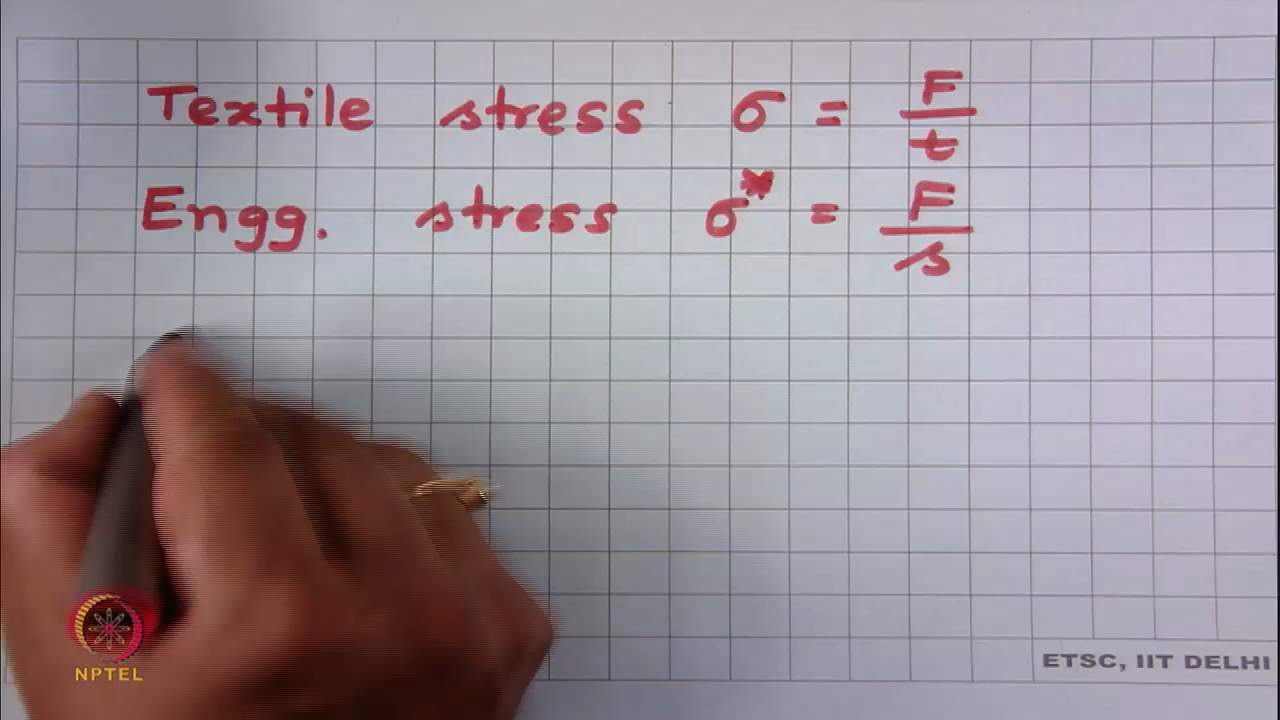 Textile stress σ = F/t
Engg. stress σ* = F/s
NPTEL
ETSC, IIT DELHI